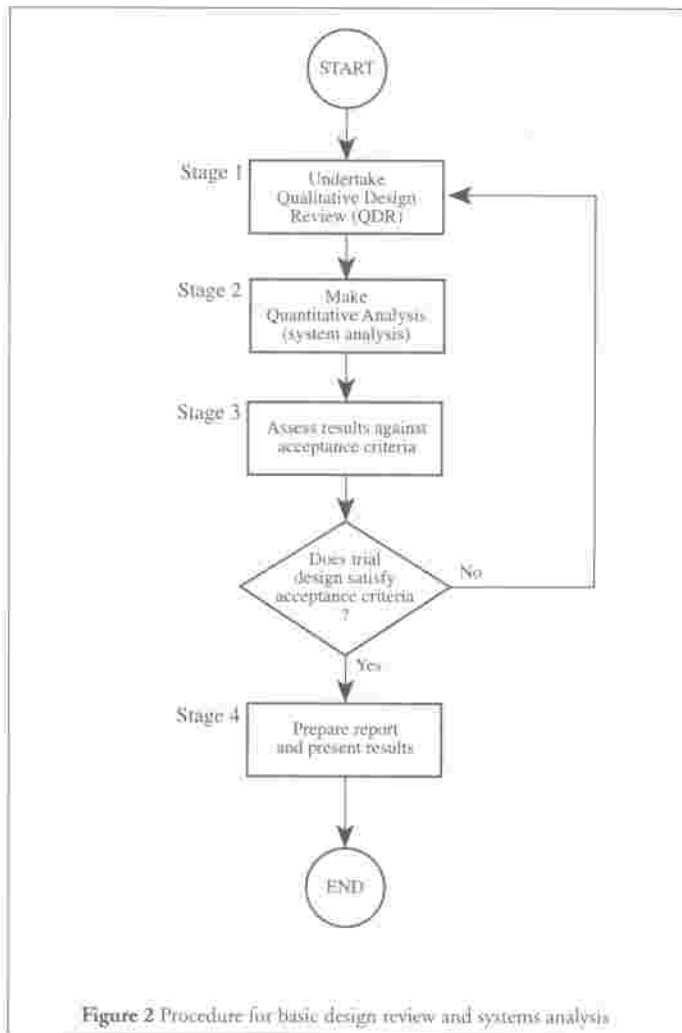 START
Stage 1
Undertake
Qualitative Design
Review (QDR)
Stage 2
Make
Quantitative Analysis
(system analysis)
Stage 3
Assess results against
acceptance criteria
Does trial
design satisfy
acceptance criteria
?
No
Yes
Stage 4
Prepare report
and present results
END
Figure 2 Procedure for basic design review and systems analysis